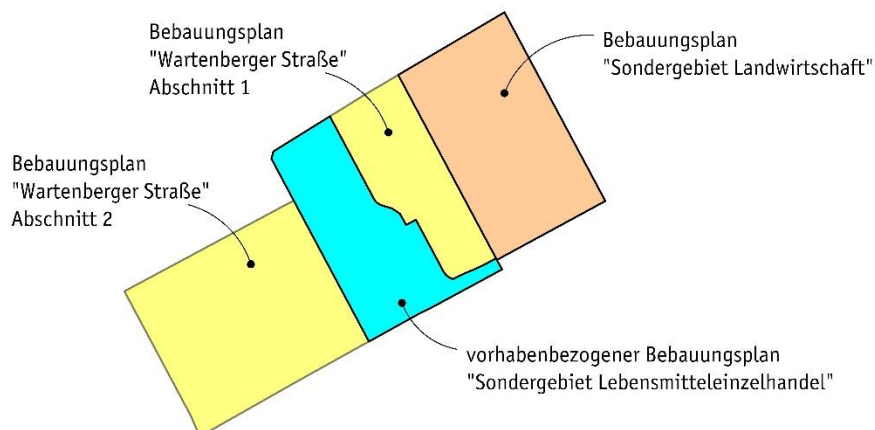 Bebauungsplan
"Wartenberger Straße"
Abschnitt 1
Bebauungsplan
"Sondergebiet Landwirtschaft"
Bebauungsplan
"Wartenberger Straße"
Abschnitt 2
vorhabenbezogener Bebauungsplan
"Sondergebiet Lebensmitteleinzelhandel"